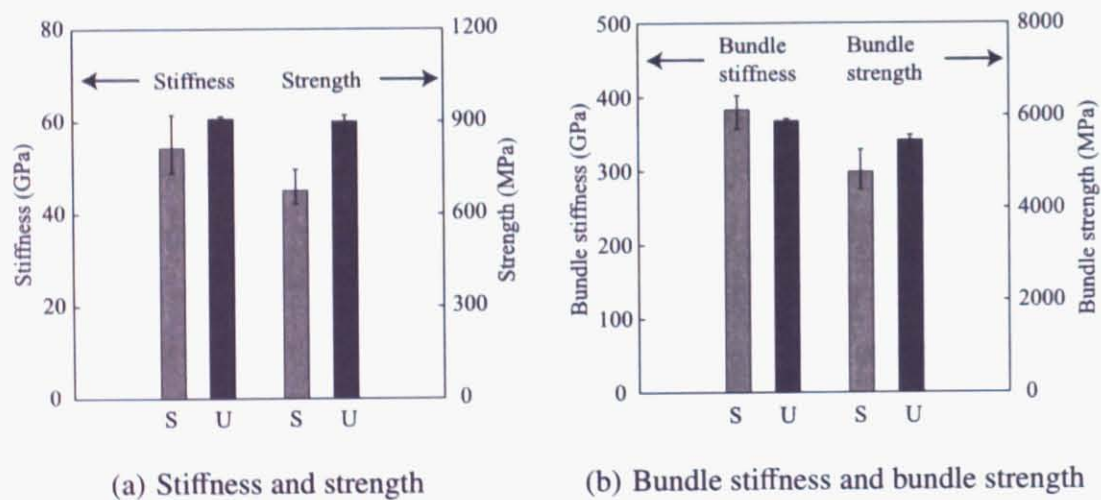 80
60
40
20
0
Stiffness (GPa)
Stiffness
Strength
1200
900
600
300
0
Strength (MPa)
S U S U
(a) Stiffness and strength
500
400
300
200
100
0
Bundle stiffness (GPa)
Bundle
stiffness
Bundle
strength
8000
6000
4000
2000
0
Bundle strength (MPa)
S U S U
(b) Bundle stiffness and bundle strength